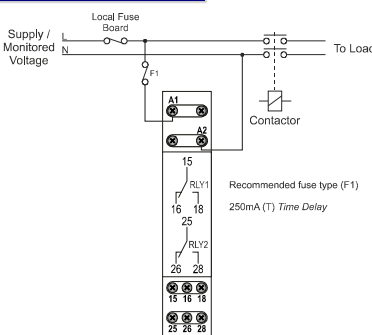 Local Fuse
Board
Supply /
Monitored
Voltage
L
N
To Load
F1
A1
A2
Contactor
15
RLY1
16 18
25
RLY2
26 28
Recommended fuse type (F1)
250mA (T) Time Delay
15 16 18
25 26 28